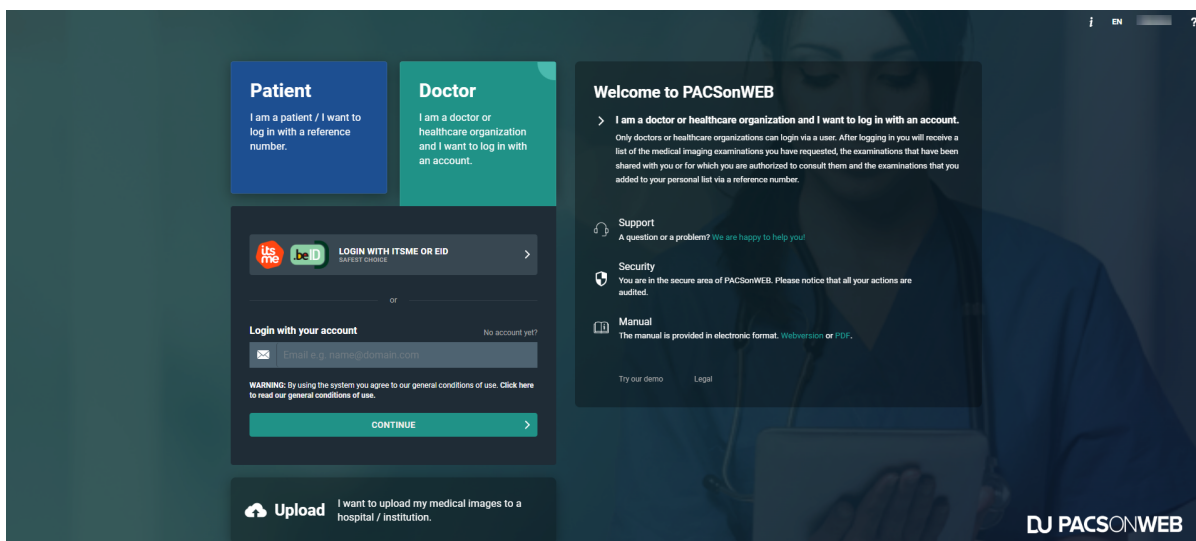 i EN ?
Patient
I am a patient / I want to
log in with a reference
number.
Doctor
I am a doctor or
healthcare organization
and I want to log in with
an account.
its
me
.beID
LOGIN WITH ITSME OR EID
SAFEST CHOICE
or
Login with your account
No account yet?
Email e.g. name@domain.com
WARNING: By using the system you agree to our general conditions of use. Click here
to read our general conditions of use.
CONTINUE
Upload
I want to upload my medical images to a
hospital / institution.
Welcome to PACSonWEB
I am a doctor or healthcare organization and I want to log in with an account.
Only doctors or healthcare organizations can login via a user. After logging in you will receive a
list of the medical imaging examinations you have requested, the examinations that have been
shared with you or for which you are authorized to consult them and the examinations that you
added to your personal list via a reference number.
Support
A question or a problem? We are happy to help you!
Security
You are in the secure area of PACSonWEB. Please notice that all your actions are
audited.
Manual
The manual is provided in electronic format. Webversion or PDF.
Try our demo Legal
DJ PACSONWEB